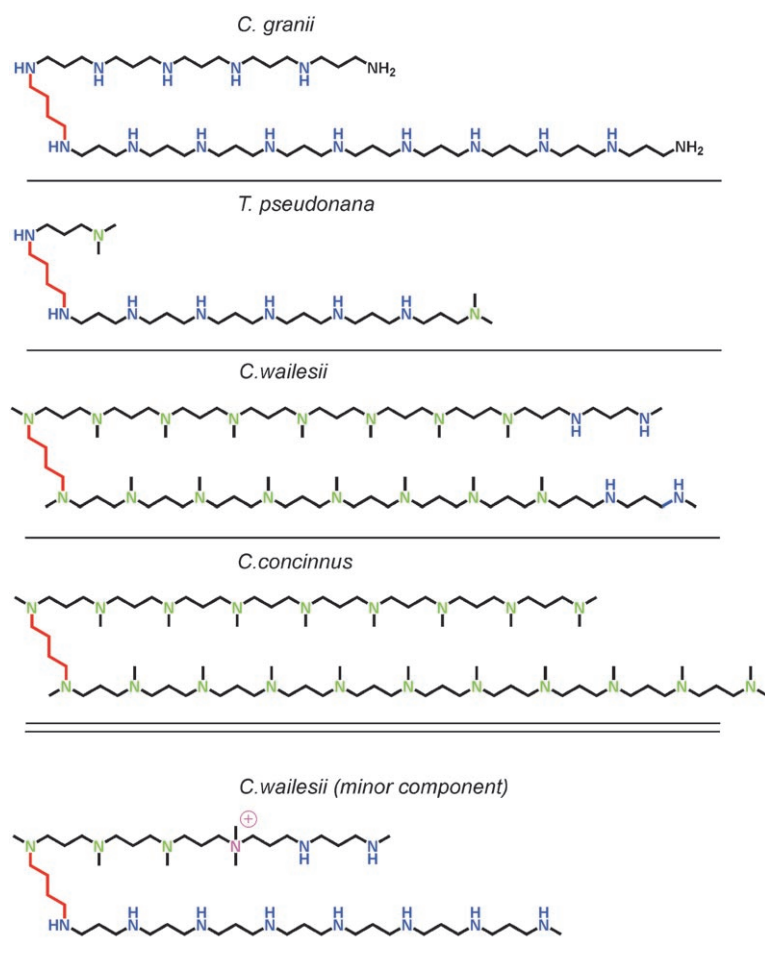 C. granii
HN N N N N NH₂
H H H H
H H H H H H H H
HN N N N N N N N N NH₂
T. pseudonana
HN N
H H H H H
HN N N N N N N
C.wailesii
N N N N N N N N N N
H H
H H
N N N N N N N N N N
C.concinnus
N N N N N N N N N
N N N N N N N N N N N
C.wailesii (minor component)
+
N N N N N N
H H
H H H H H H H
HN N N N N N N N